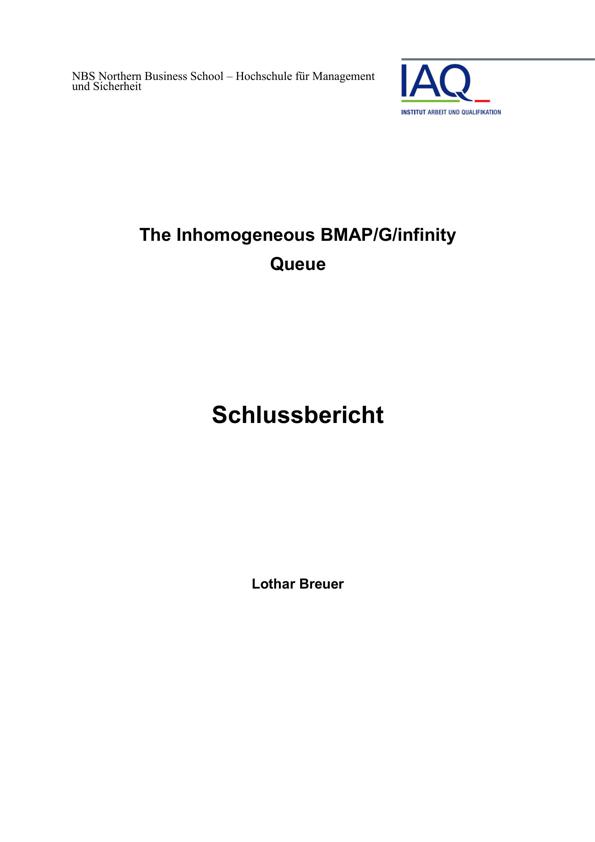 NBS Northern Business School – Hochschule für Management
und Sicherheit
IAQ
INSTITUT ARBEIT UND QUALIFIKATION
The Inhomogeneous BMAP/G/infinity
Queue
Schlussbericht
Lothar Breuer